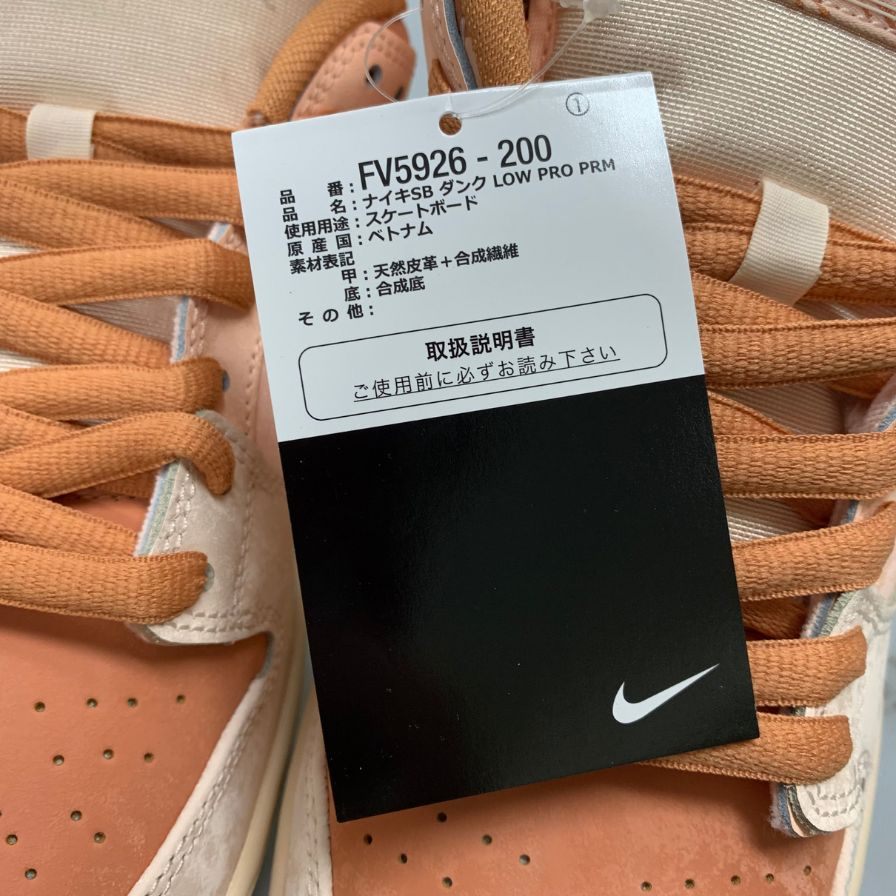 ①
品番：FV5926 - 200
品名：ナイキSB ダンク LOW PRO PRM
使用用途：スケートボード
原産国：ベトナム
素材表記
甲：天然皮革＋合成繊維
底：合成底
その他：
取扱説明書
ご使用前に必ずお読み下さい